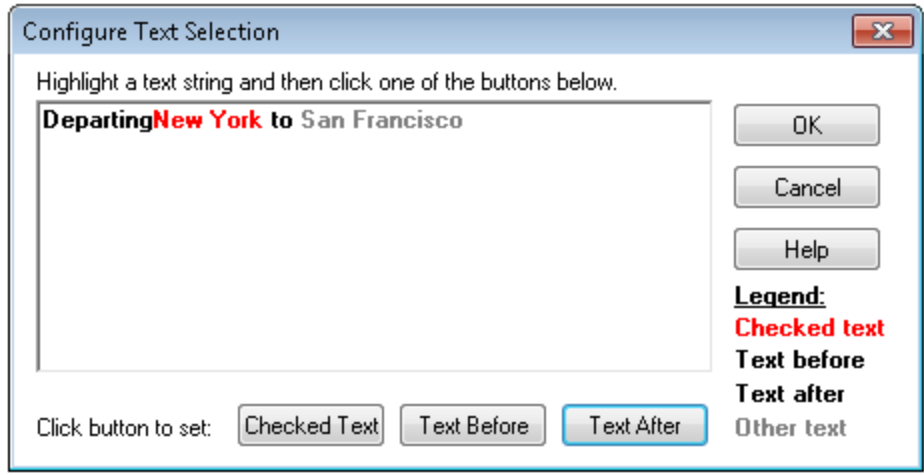 Configure Text Selection
Highlight a text string and then click one of the buttons below.
DepartingNew York to San Francisco
OK
Cancel
Help
Legend:
Checked text
Text before
Text after
Other text
Click button to set: Checked Text Text Before Text After